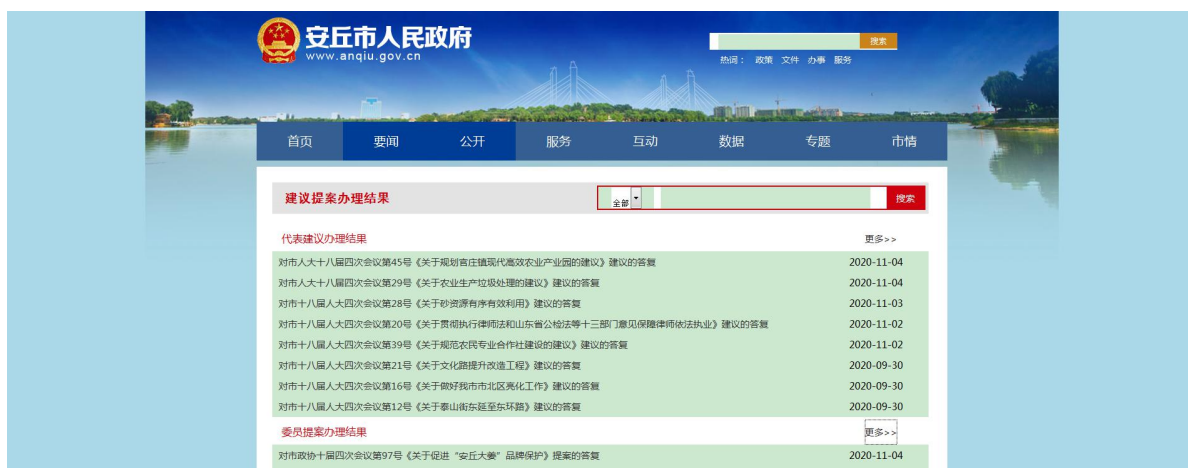 安丘市人民政府
www.anqiu.gov.cn
搜索
热词： 政策 文件 办事 服务
首页 要闻 公开 服务 互动 数据 专题 市情
建议提案办理结果 全部 搜索
代表建议办理结果 更多>>
对市人大十八届四次会议第45号《关于规划官庄镇现代高效农业产业园的建议》建议的答复 2020-11-04
对市人大十八届四次会议第29号《关于农业生产垃圾处理的建议》建议的答复 2020-11-04
对市十八届人大四次会议第28号《关于砂资源有序有效利用》建议的答复 2020-11-03
对市十八届人大四次会议第20号《关于贯彻执行律师法和山东省公检法等十三部门意见保障律师依法执业》建议的答复 2020-11-02
对市十八届人大四次会议第39号《关于规范农民专业合作社建设的建议》建议的答复 2020-11-02
对市十八届人大四次会议第21号《关于文化路提升改造工程》建议的答复 2020-09-30
对市十八届人大四次会议第16号《关于做好我市市北区亮化工作》建议的答复 2020-09-30
对市十八届人大四次会议第12号《关于泰山街东延至东环路》建议的答复 2020-09-30
委员提案办理结果 更多>>
对市政协十届四次会议第97号《关于促进“安丘大姜”品牌保护》提案的答复 2020-11-04